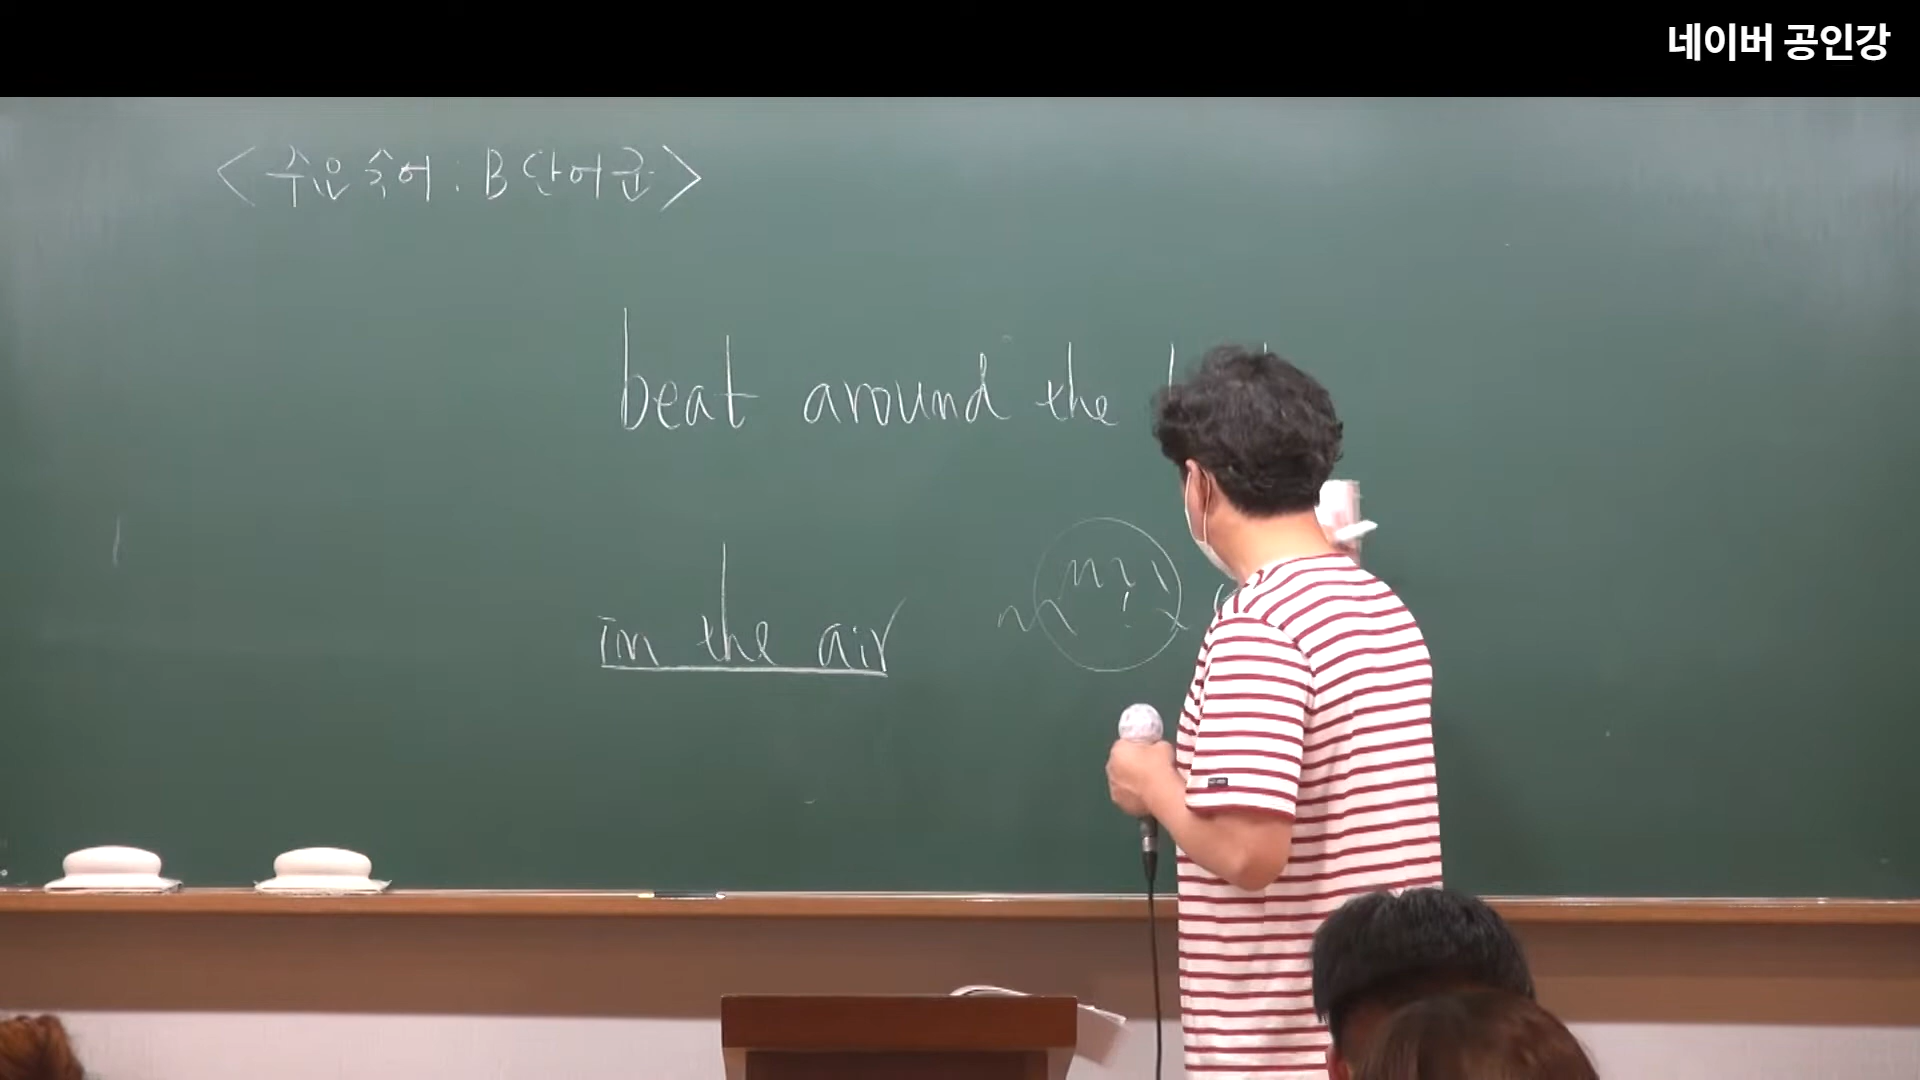 네이버 공인강
<주요 숙어 : B 단어군>
beat around the
in the air